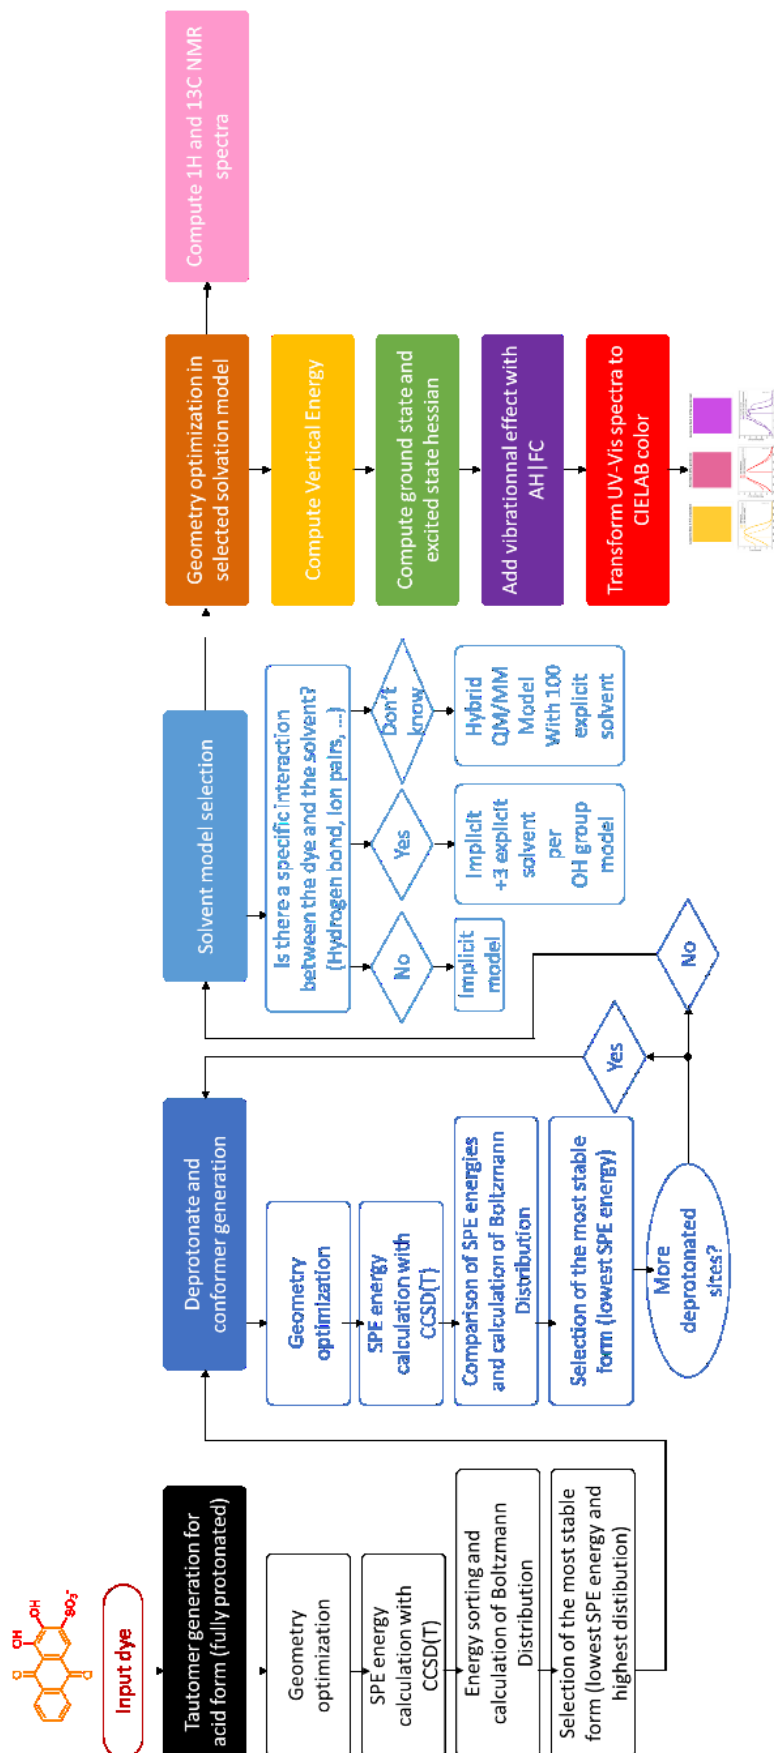 OH
OH
SO₃⁻
O
O
Input dye
Tautomer generation for
acid form (fully protonated)
Geometry
optimization
SPE energy
calculation with
CCSD(T)
Energy sorting and
calculation of Boltzmann
Distribution
Selection of the most stable
form (lowest SPE energy and
highest distibution)
Deprotonate and
conformer generation
Geometry
optimization
SPE energy
calculation with
CCSD(T)
Comparison of SPE energies
and calculation of Boltzmann
Distribution
Selection of the most stable
form (lowest SPE energy)
More
deprotonated
sites?
Yes
No
Solvent model selection
Is there a specific interaction
between the dye and the solvent?
(Hydrogen bond, Ion pairs, ...)
No
Yes
Don't
know
Implicit
model
Implicit
+3 explicit
solvent
per
OH group
model
Hybrid
QM/MM
Model
With 100
explicit
solvent
Geometry optimization in
selected solvation model
Compute Vertical Energy
Compute ground state and
excited state hessian
Add vibrationnal effect with
AH|FC
Transform UV-Vis spectra to
CIELAB color
Compute 1H and 13C NMR
spectra